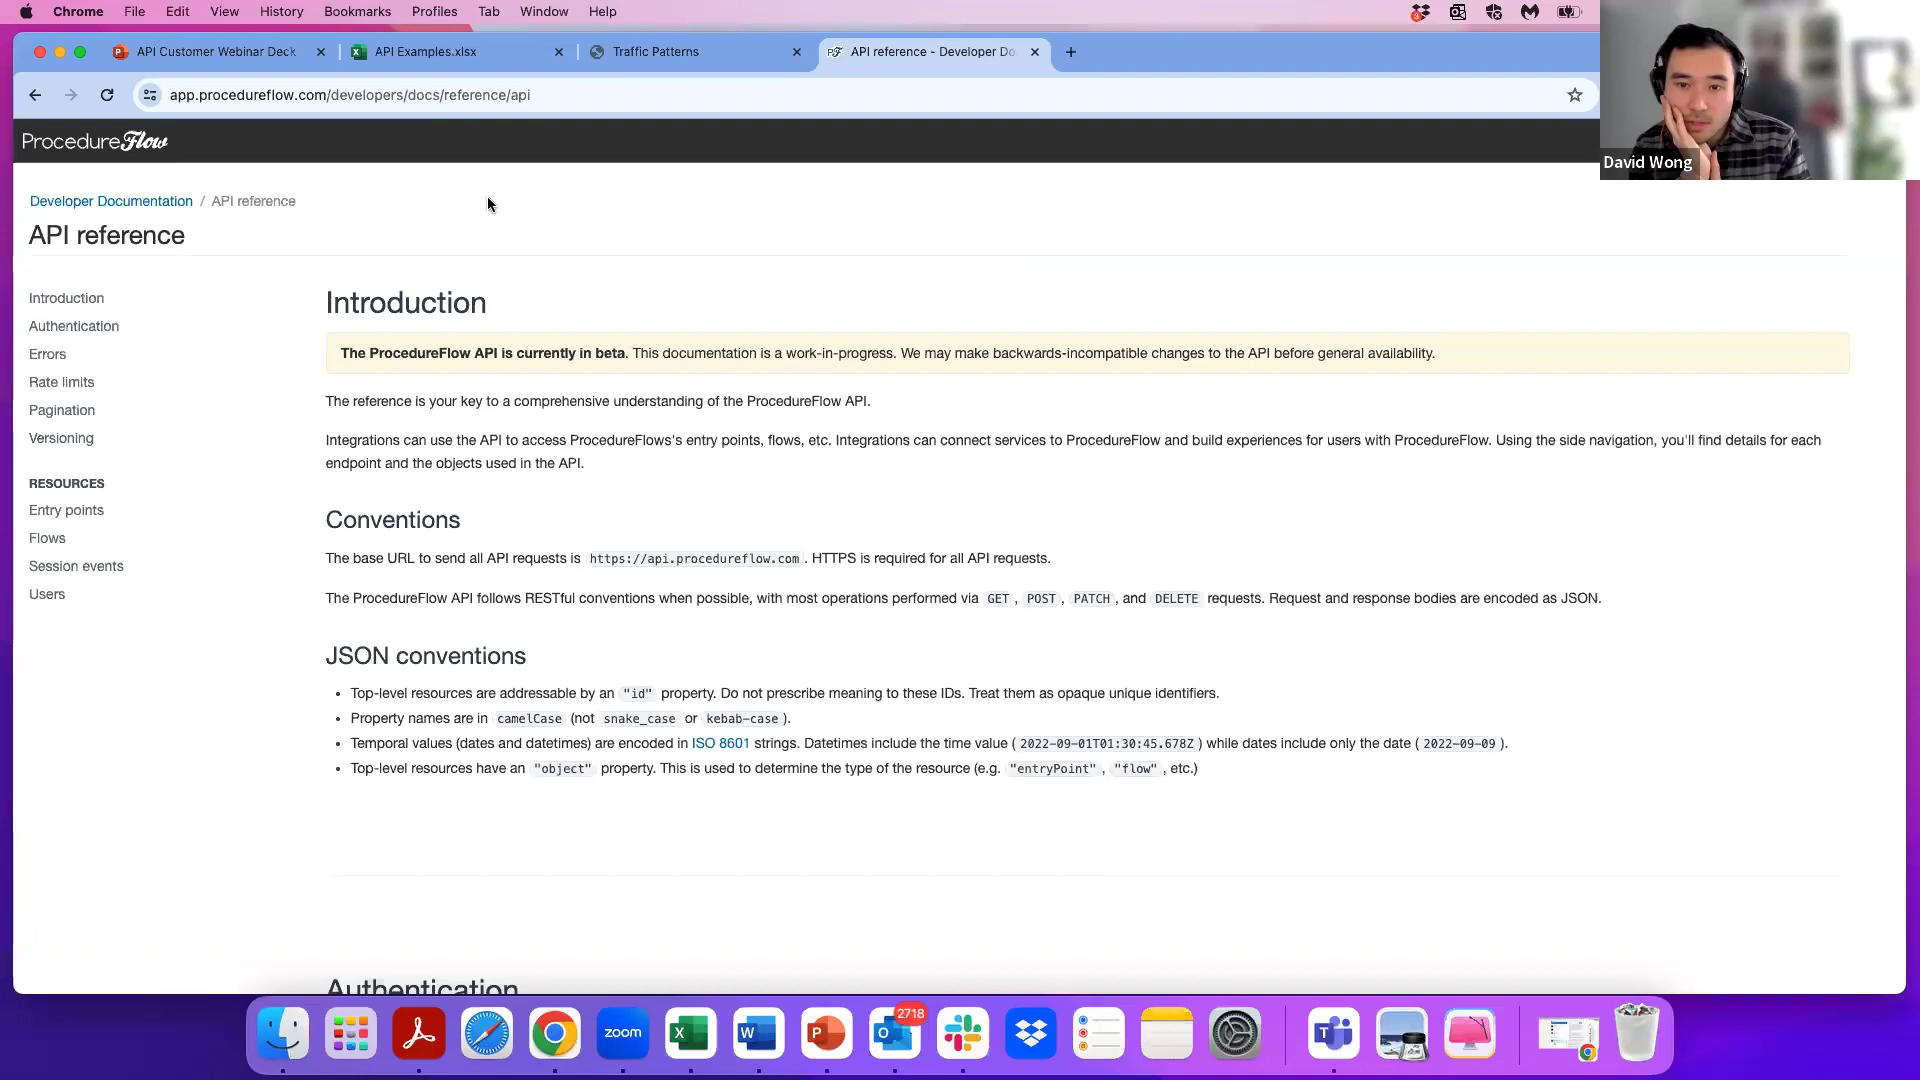 Chrome File Edit View History Bookmarks Profiles Tab Window Help
3
API Customer Webinar Deck
API Examples.xlsx
Traffic Patterns
API reference - Developer Do
app.procedureflow.com/developers/docs/reference/api
ProcedureFlow
David Wong
Developer Documentation / API reference
API reference
Introduction
Authentication
Errors
Rate limits
Pagination
Versioning
RESOURCES
Entry points
Flows
Session events
Users
Introduction
The ProcedureFlow API is currently in beta. This documentation is a work-in-progress. We may make backwards-incompatible changes to the API before general availability.
The reference is your key to a comprehensive understanding of the ProcedureFlow API.
Integrations can use the API to access ProcedureFlows's entry points, flows, etc. Integrations can connect services to ProcedureFlow and build experiences for users with ProcedureFlow. Using the side navigation, you'll find details for each
endpoint and the objects used in the API.
Conventions
The base URL to send all API requests is https://api.procedureflow.com . HTTPS is required for all API requests.
The ProcedureFlow API follows RESTful conventions when possible, with most operations performed via GET , POST , PATCH , and DELETE requests. Request and response bodies are encoded as JSON.
JSON conventions
• Top-level resources are addressable by an "id" property. Do not prescribe meaning to these IDs. Treat them as opaque unique identifiers.
• Property names are in camelCase (not snake_case or kebab-case ).
• Temporal values (dates and datetimes) are encoded in ISO 8601 strings. Datetimes include the time value ( 2022-09-01T01:30:45.678Z ) while dates include only the date ( 2022-09-09 ).
• Top-level resources have an "object" property. This is used to determine the type of the resource (e.g. "entryPoint" , "flow" , etc.)
Authentication
zoom
2718